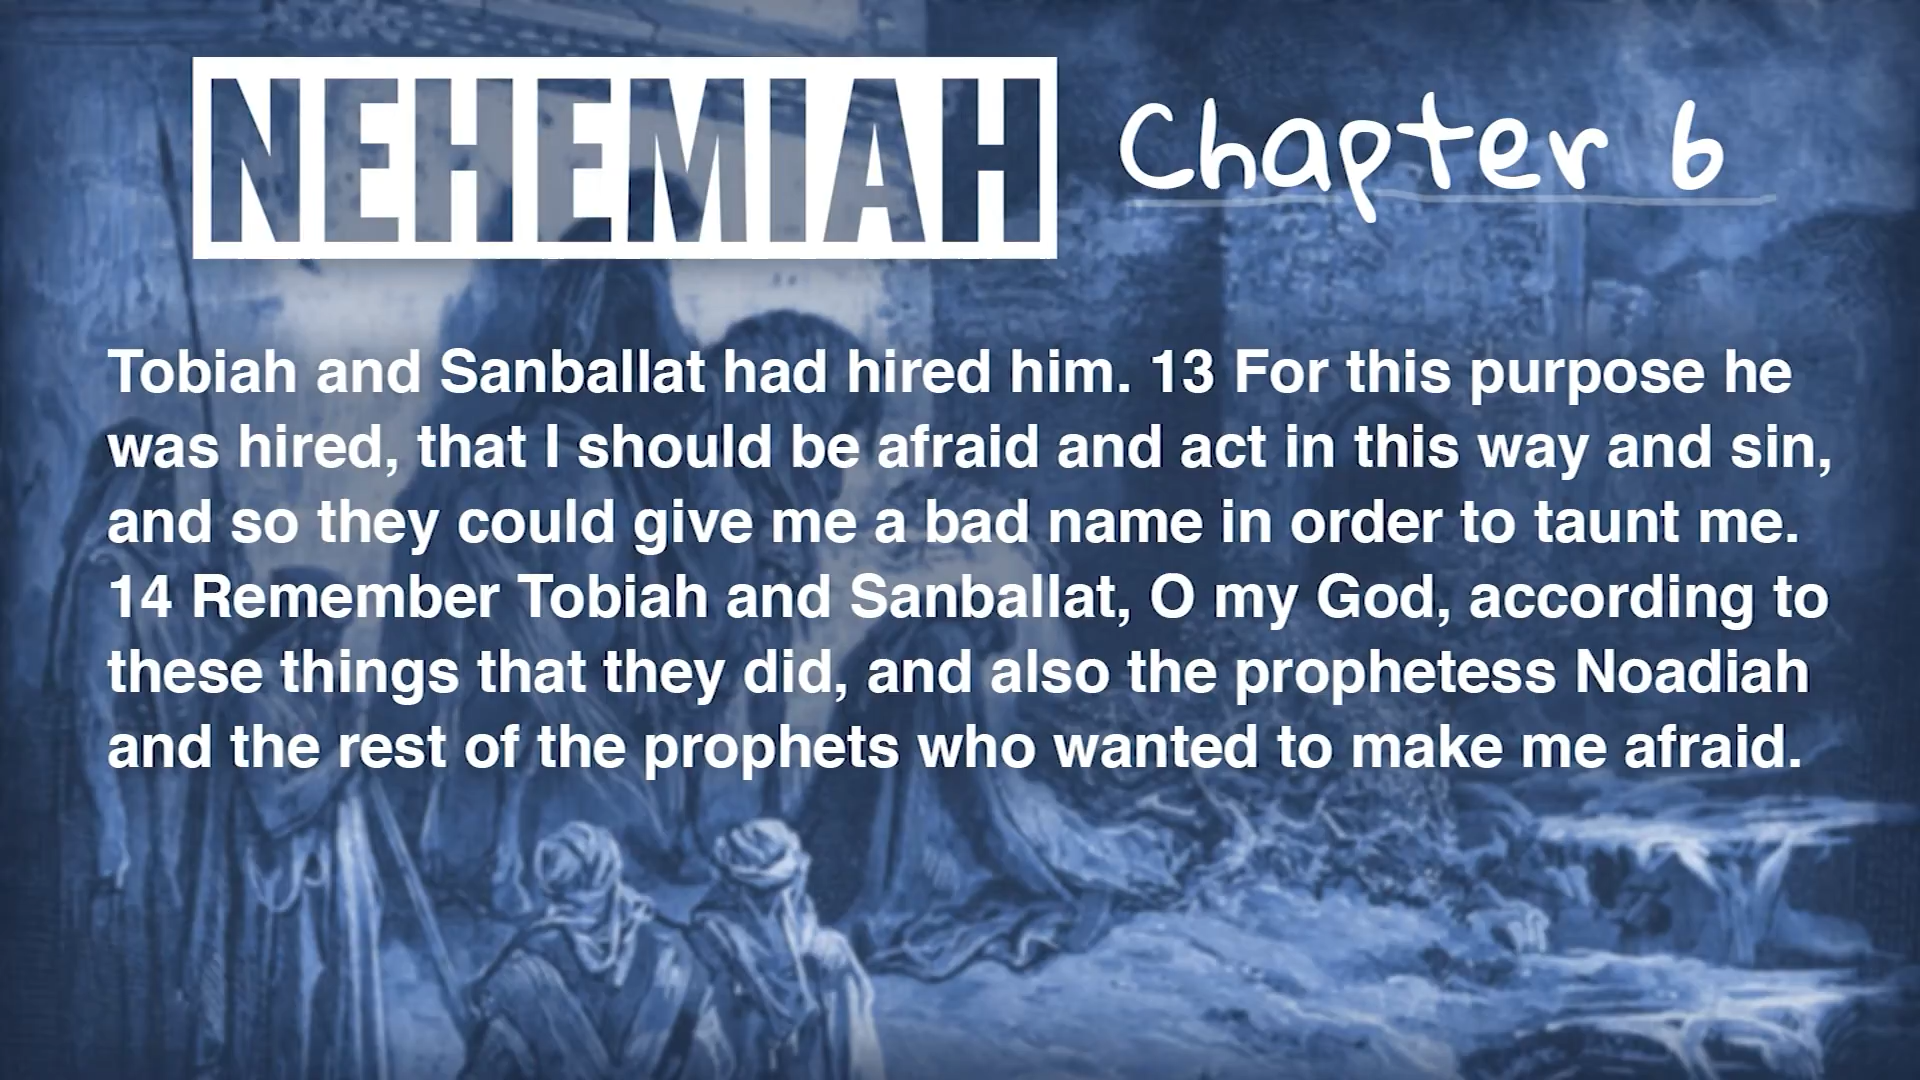 NEHEMIAH Chapter 6
Tobiah and Sanballat had hired him. 13 For this purpose he
was hired, that I should be afraid and act in this way and sin,
and so they could give me a bad name in order to taunt me.
14 Remember Tobiah and Sanballat, O my God, according to
these things that they did, and also the prophetess Noadiah
and the rest of the prophets who wanted to make me afraid.